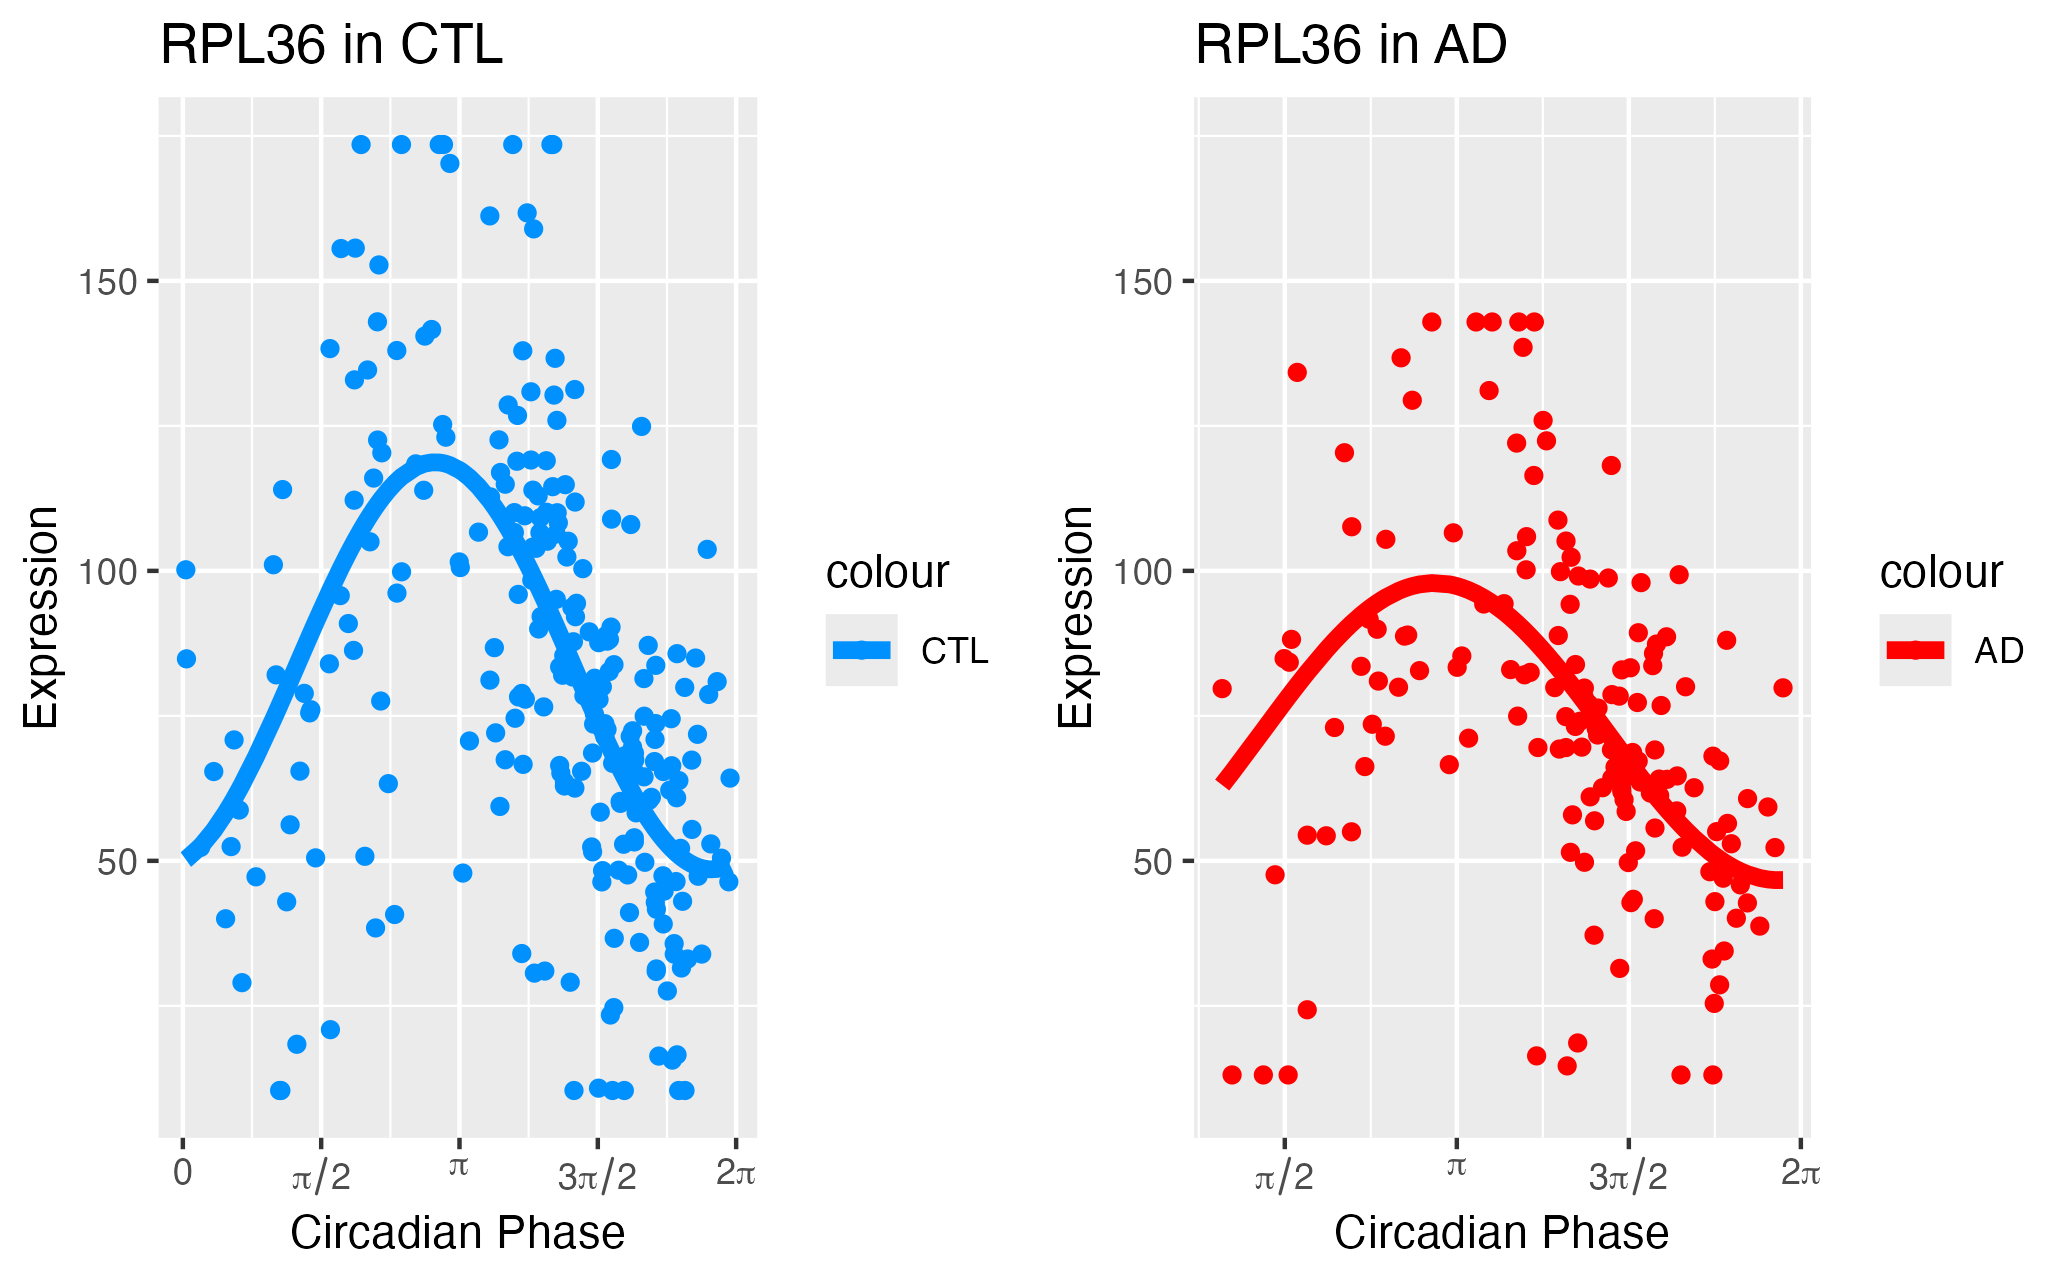 RPL36 in CTL
150
100
50
Expression
0
π/2
π
3π/2
2π
Circadian Phase
colour
CTL
RPL36 in AD
150
100
50
Expression
π/2
π
3π/2
2π
Circadian Phase
colour
AD